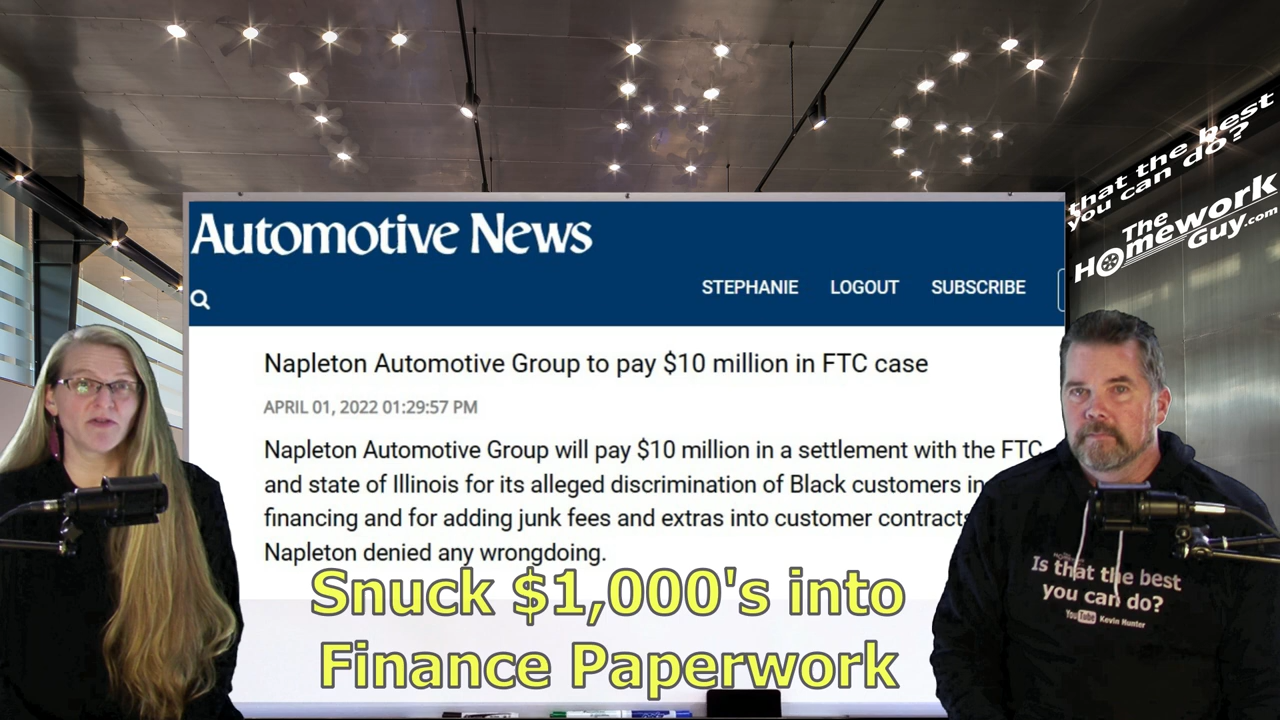 that the best
you can do?
The
Homework
Guy.com
Automotive News
STEPHANIE LOGOUT SUBSCRIBE
Napleton Automotive Group to pay $10 million in FTC case
APRIL 01, 2022 01:29:57 PM
Napleton Automotive Group will pay $10 million in a settlement with the FTC
and state of Illinois for its alleged discrimination of Black customers in
financing and for adding junk fees and extras into customer contracts
Napleton denied any wrongdoing.
Snuck $1,000's into
Finance Paperwork
Is that the best
you can do?
YouTube Kevin Hunter